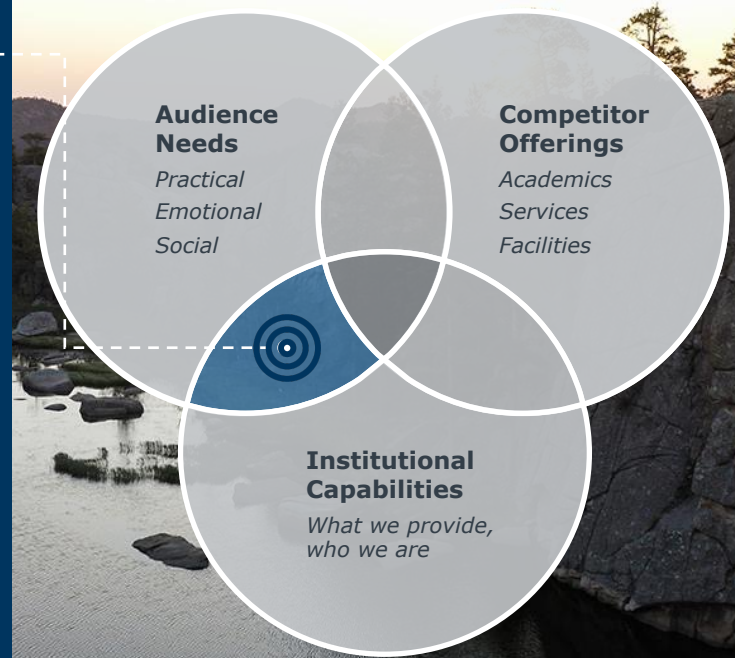 Audience
Needs
Practical
Emotional
Social
Competitor
Offerings
Academics
Services
Facilities
Institutional
Capabilities
What we provide,
who we are